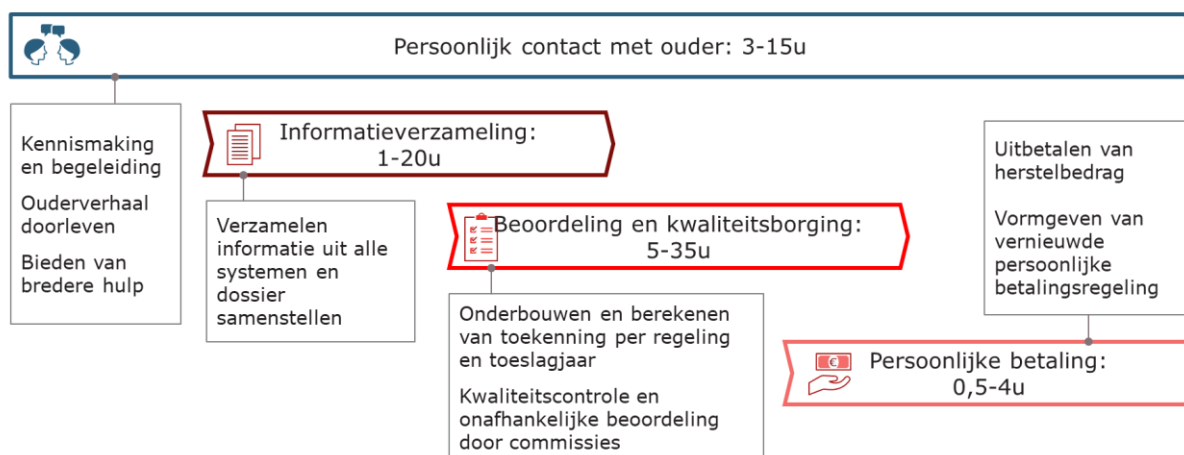 Persoonlijk contact met ouder: 3-15u
Kennismaking
en begeleiding
Ouderverhaal
doorleven
Bieden van
bredere hulp
Informatieverzameling:
1-20u
Verzamelen
informatie uit alle
systemen en
dossier
samenstellen
Beoordeling en kwaliteitsborging:
5-35u
Onderbouwen en berekenen
van toekenning per regeling
en toeslagjaar
Kwaliteitscontrole en
onafhankelijke beoordeling
door commissies
Uitbetalen van
herstelbedrag
Vormgeven van
vernieuwde
persoonlijke
betalingsregeling
Persoonlijke betaling:
0,5-4u